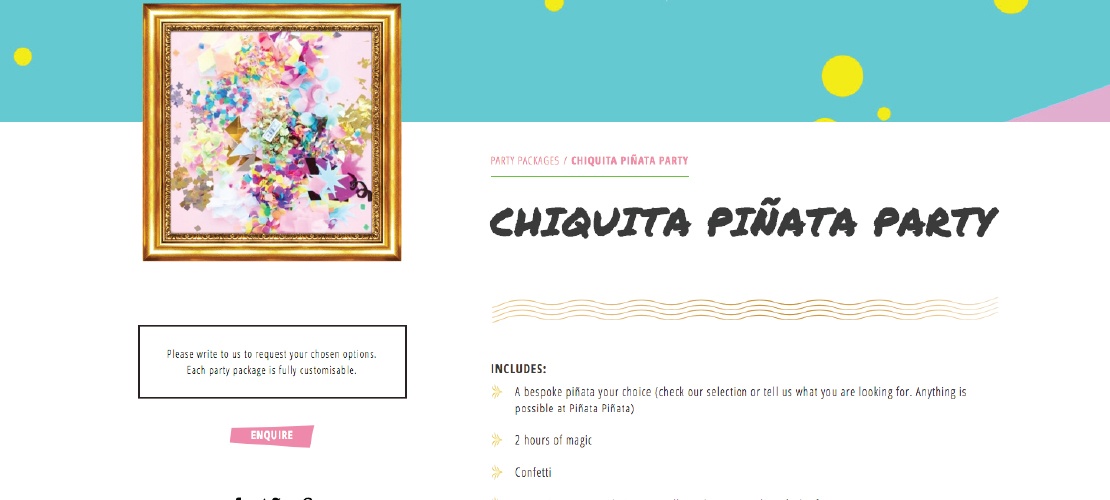 PARTY PACKAGES / CHIQUITA PIÑATA PARTY
CHIQUITA PIÑATA PARTY
Please write to us to request your chosen options.
Each party package is fully customisable.
ENQUIRE
INCLUDES:
A bespoke piñata your choice (check our selection or tell us what you are looking for. Anything is
possible at Piñata Piñata)
2 hours of magic
Confetti